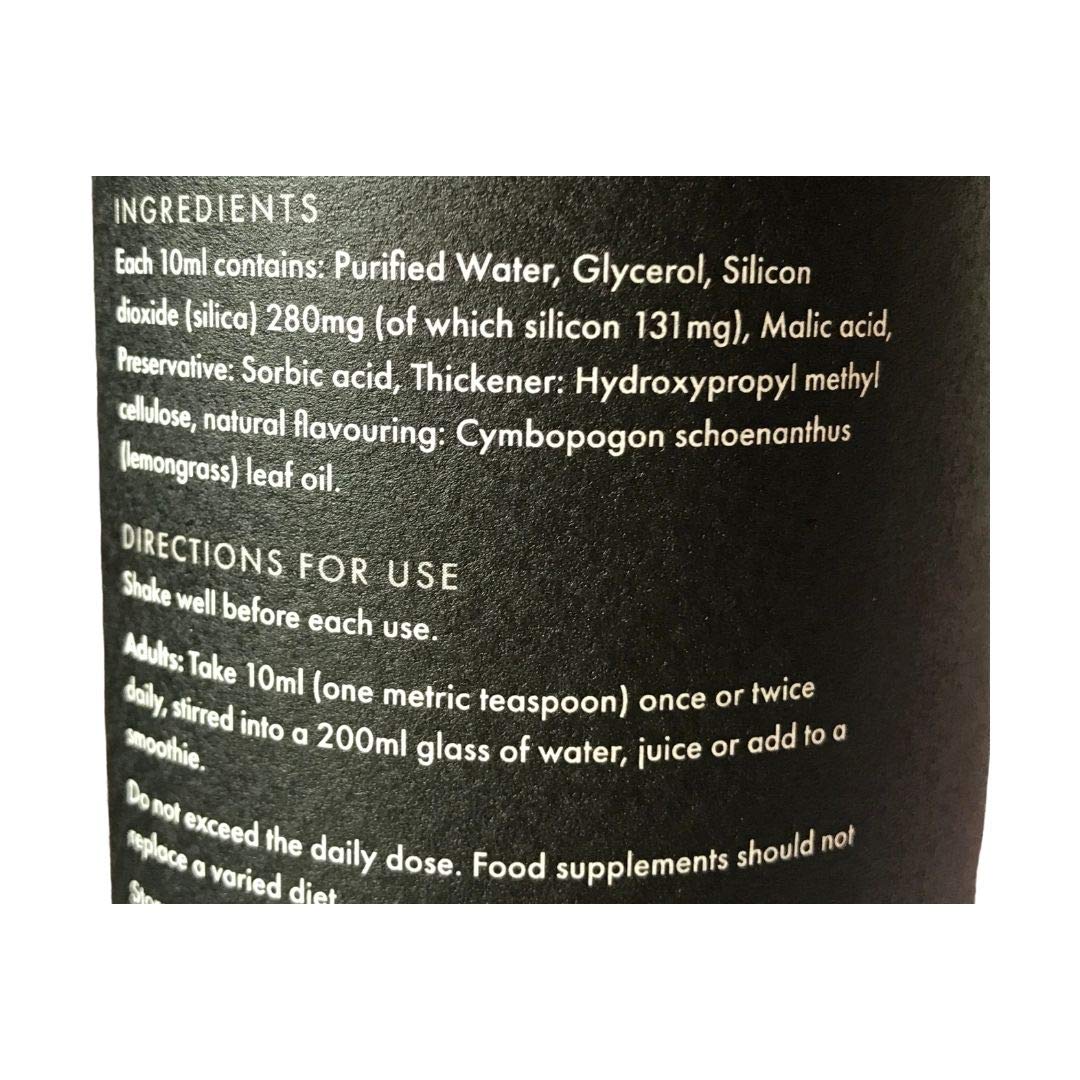 INGREDIENTS
Each 10ml contains: Purified Water, Glycerol, Silicon
dioxide (silica) 280mg (of which silicon 131mg), Malic acid,
Preservative: Sorbic acid, Thickener: Hydroxypropyl methyl
cellulose, natural flavouring: Cymbopogon schoenanthus
(lemongrass) leaf oil.
DIRECTIONS FOR USE
Shake well before each use.
Adults: Take 10ml (one metric teaspoon) once or twice
daily, stirred into a 200ml glass of water, juice or add to a
smoothie.
Do not exceed the daily dose. Food supplements should not
replace a varied diet